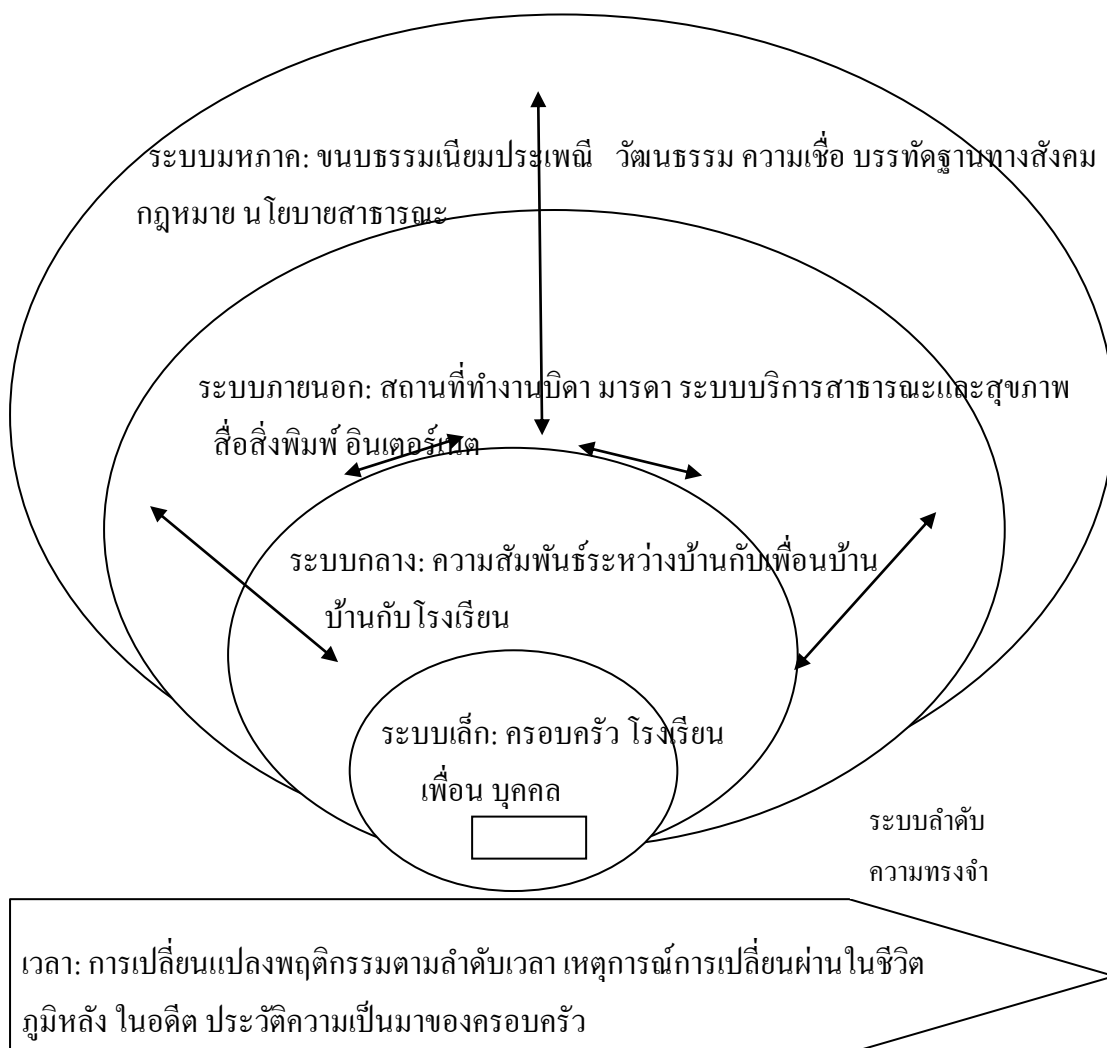 ระบบมหภาค: ขนบธรรมเนียมประเพณี วัฒนธรรม ความเชื่อ บรรทัดฐานทางสังคม
กฎหมาย นโยบายสาธารณะ
ระบบภายนอก: สถานที่ทำงานบิดา มารดา ระบบบริการสาธารณะและสุขภาพ
สื่อสิ่งพิมพ์ อินเตอร์เนต
ระบบกลาง: ความสัมพันธ์ระหว่างบ้านกับเพื่อนบ้าน
บ้านกับโรงเรียน
ระบบเล็ก: ครอบครัว โรงเรียน
เพื่อน บุคคล
ระบบลำดับ
ความทรงจำ
เวลา: การเปลี่ยนแปลงพฤติกรรมตามลำดับเวลา เหตุการณ์การเปลี่ยนผ่านในชีวิต
ภูมิหลัง ในอดีต ประวัติความเป็นมาของครอบครัว